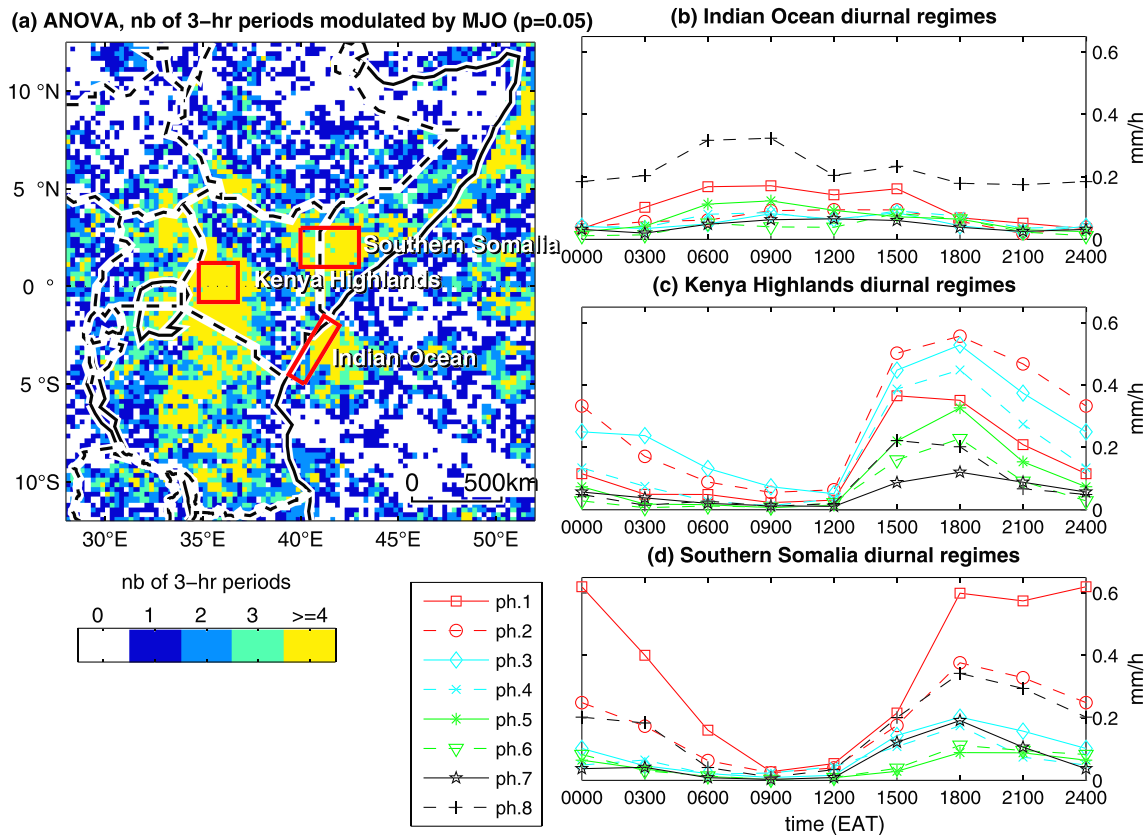 (a) ANOVA, nb of 3−hr periods modulated by MJO (p=0.05)
10 °N
5 °N
0 °
5 °S
10°S
30°E 35°E 40°E 45°E 50°E
Southern Somalia
Kenya Highlands
Indian Ocean
0 500km
nb of 3−hr periods
0 1 2 3 >=4
ph.1
ph.2
ph.3
ph.4
ph.5
ph.6
ph.7
ph.8
(b) Indian Ocean diurnal regimes
0.6
0.4
0.2
0
mm/h
0000 0300 0600 0900 1200 1500 1800 2100 2400
(c) Kenya Highlands diurnal regimes
0.6
0.4
0.2
0
mm/h
0000 0300 0600 0900 1200 1500 1800 2100 2400
(d) Southern Somalia diurnal regimes
0.6
0.4
0.2
0
mm/h
0000 0300 0600 0900 1200 1500 1800 2100 2400
time (EAT)